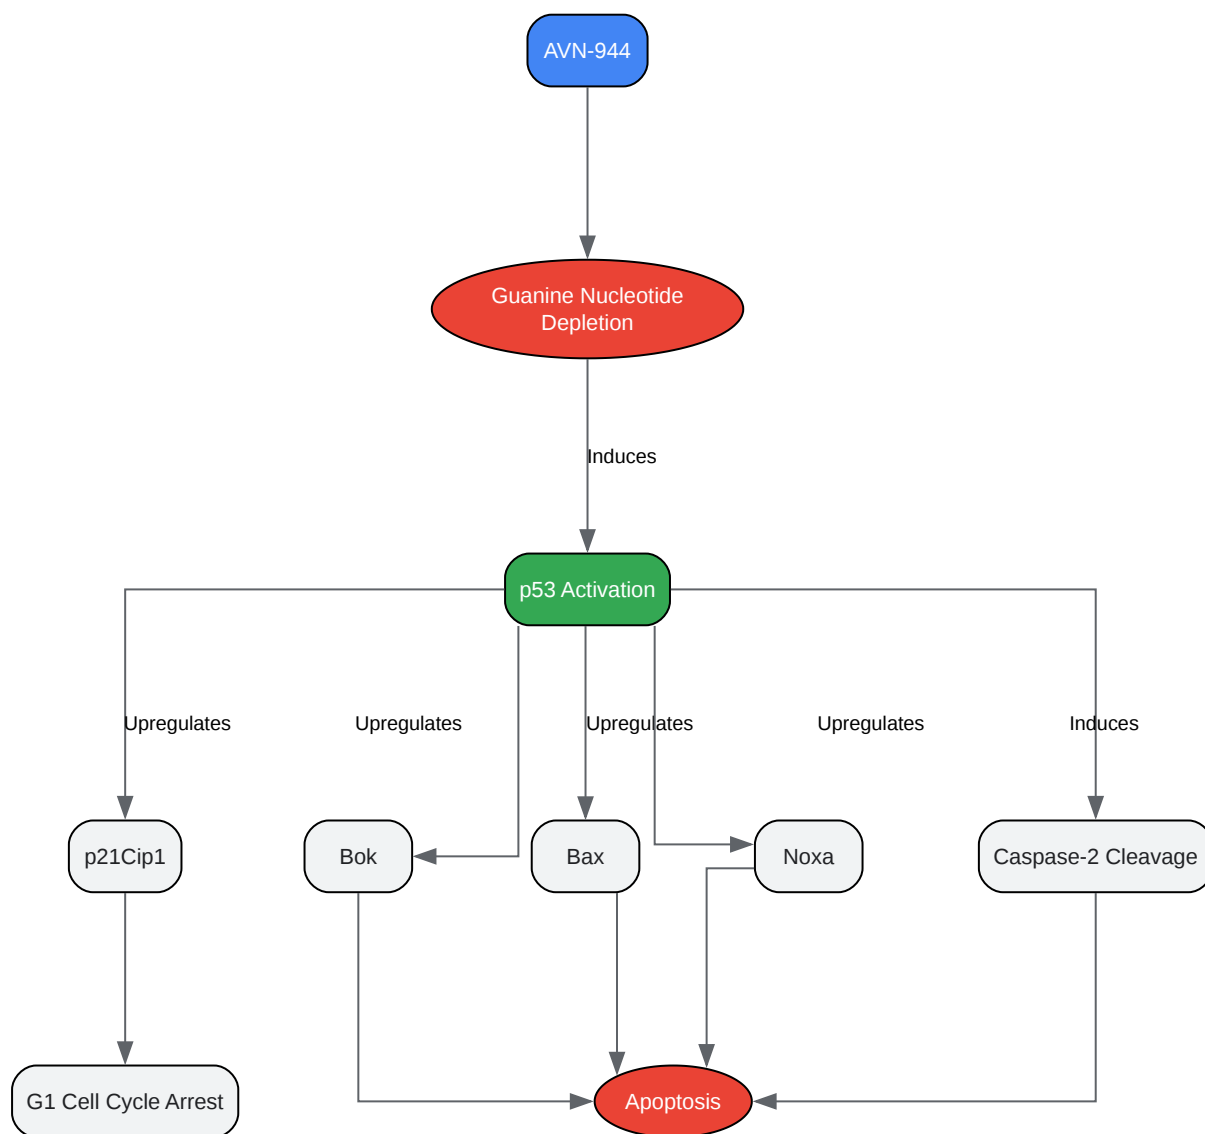 AVN-944
Guanine Nucleotide
Depletion
Induces
p53 Activation
Upregulates
Upregulates
Upregulates
Upregulates
Induces
p21Cip1
Bok
Bax
Noxa
Caspase-2 Cleavage
G1 Cell Cycle Arrest
Apoptosis